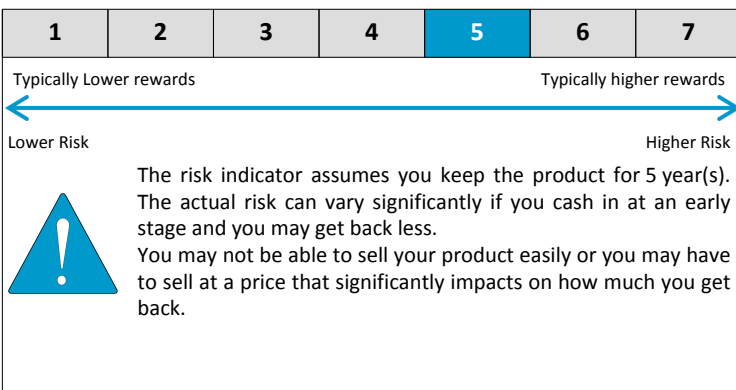 1 2 3 4 5 6 7
Typically Lower rewards Typically higher rewards
Lower Risk Higher Risk
The risk indicator assumes you keep the product for 5 year(s).
The actual risk can vary significantly if you cash in at an early
stage and you may get back less.
You may not be able to sell your product easily or you may have
to sell at a price that significantly impacts on how much you get
back.